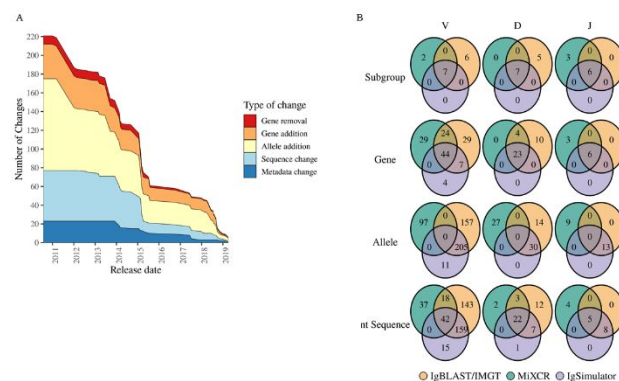 A
220
200
180
160
140
120
100
80
60
40
20
0
Number of Changes
2011
2012
2013
2014
2015
2016
2017
2018
2019
Release date
Type of change
Gene removal
Gene addition
Allele addition
Sequence change
Metadata change
B
V D J
Subgroup
2 0 6
7
0 0
0
0 0 5
7
0 0
0
3 0 0
6
0 0
0
Gene
29 24 29
44
0 7
4
0 4 10
23
0 0
0
3 0 0
6
0 0
0
Allele
97 0 157
0
0 205
11
27 0 14
0
0 30
0
9 0 0
0
0 13
0
nt Sequence
37 18 143
42
0 159
15
2 3 12
22
0 7
1
4 0 0
5
0 8
0
IgBLAST/IMGT MiXCR IgSimulator